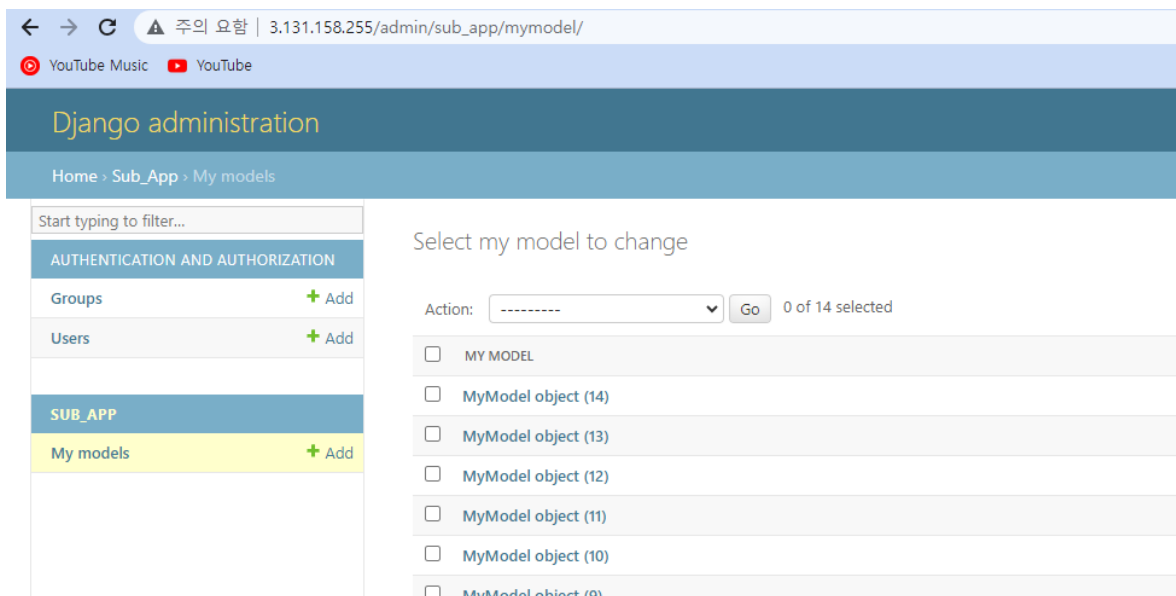 주의 요함 | 3.131.158.255/admin/sub_app/mymodel/
YouTube Music YouTube
Django administration
Home › Sub_App › My models
Start typing to filter...
AUTHENTICATION AND AUTHORIZATION
Groups + Add
Users + Add
SUB_APP
My models + Add
Select my model to change
Action: --------- Go 0 of 14 selected
MY MODEL
MyModel object (14)
MyModel object (13)
MyModel object (12)
MyModel object (11)
MyModel object (10)
MyModel object (9)